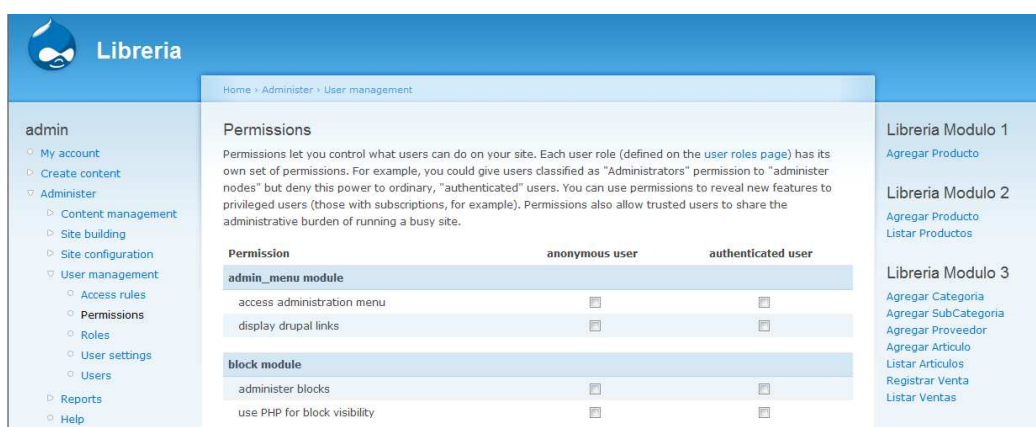 Libreria
Home › Administer › User management
admin
My account
Create content
Administer
Content management
Site building
Site configuration
User management
Access rules
Permissions
Roles
User settings
Users
Reports
Help
Permissions
Permissions let you control what users can do on your site. Each user role (defined on the user roles page) has its
own set of permissions. For example, you could give users classified as "Administrators" permission to "administer
nodes" but deny this power to ordinary, "authenticated" users. You can use permissions to reveal new features to
privileged users (those with subscriptions, for example). Permissions also allow trusted users to share the
administrative burden of running a busy site.
Permission anonymous user authenticated user
admin_menu module
access administration menu
display drupal links
block module
administer blocks
use PHP for block visibility
Libreria Modulo 1
Agregar Producto
Libreria Modulo 2
Agregar Producto
Listar Productos
Libreria Modulo 3
Agregar Categoria
Agregar SubCategoria
Agregar Proveedor
Agregar Articulo
Listar Articulos
Registrar Venta
Listar Ventas